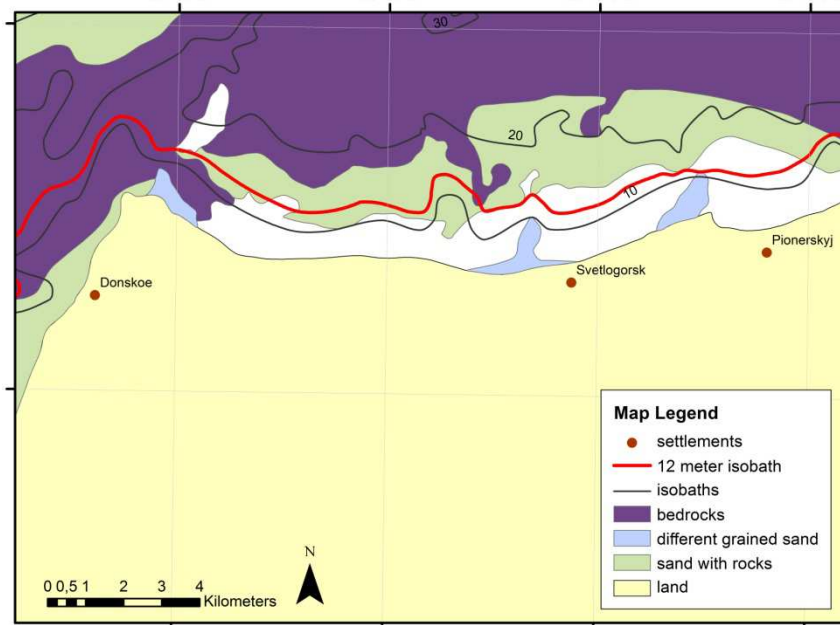 30
20
10
Donskoe
Svetlogorsk
Pionerskyj
Map Legend
settlements
12 meter isobath
isobaths
bedrocks
different grained sand
sand with rocks
land
N
0 0,5 1 2 3 4
Kilometers